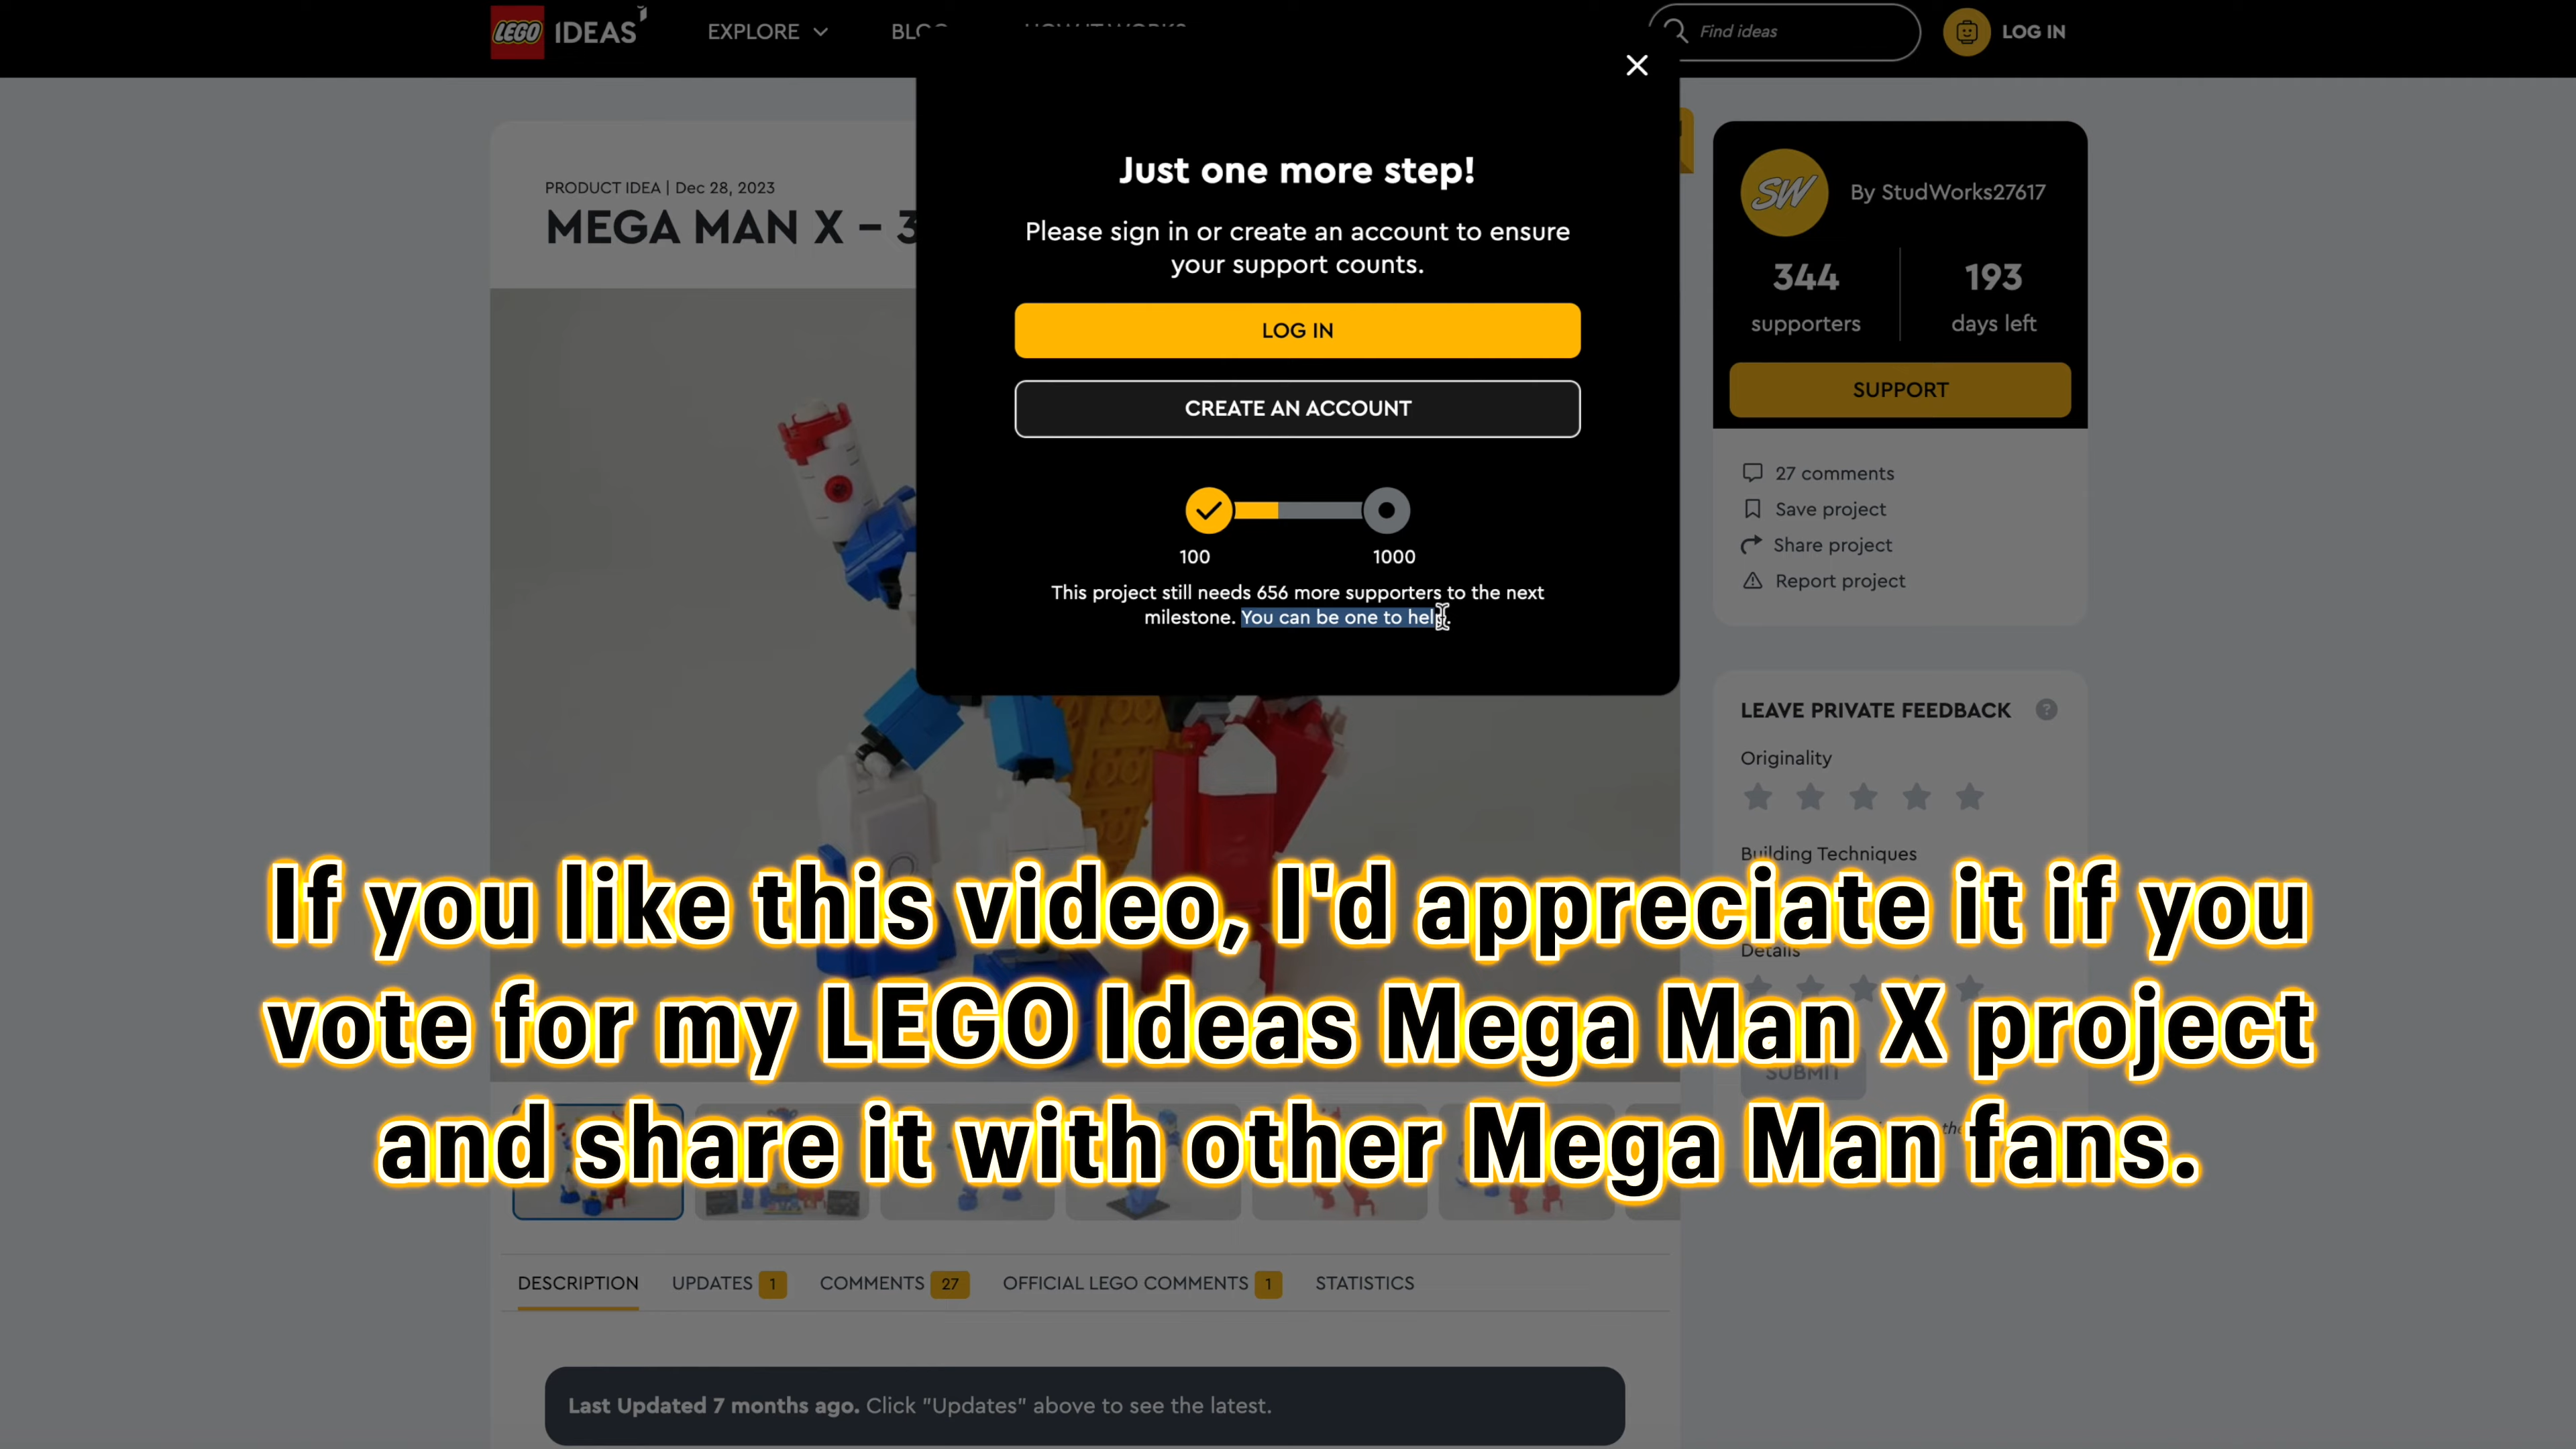 LEGO IDEAS
EXPLORE
Find ideas
LOG IN
PRODUCT IDEA | Dec 28, 2023
MEGA MAN X – 3
Just one more step!
Please sign in or create an account to ensure
your support counts.
LOG IN
CREATE AN ACCOUNT
100 1000
This project still needs 656 more supporters to the next
milestone. You can be one to help.
SW By StudWorks27617
344 193
supporters days left
SUPPORT
27 comments
Save project
Share project
Report project
LEAVE PRIVATE FEEDBACK ?
Originality
Building Techniques
Details
SUBMIT
If you like this video, I'd appreciate it if you
vote for my LEGO Ideas Mega Man X project
and share it with other Mega Man fans.
DESCRIPTION UPDATES 1 COMMENTS 27 OFFICIAL LEGO COMMENTS 1 STATISTICS
Last Updated 7 months ago. Click "Updates" above to see the latest.